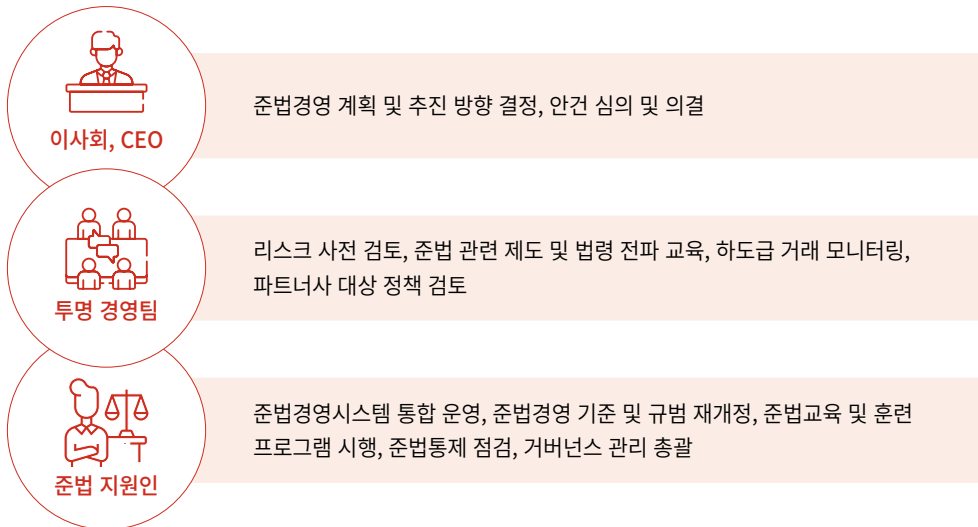 이사회, CEO
준법경영 계획 및 추진 방향 결정, 안건 심의 및 의결
투명 경영팀
리스크 사전 검토, 준법 관련 제도 및 법령 전파 교육, 하도급 거래 모니터링,
파트너사 대상 정책 검토
준법 지원인
준법경영시스템 통합 운영, 준법경영 기준 및 규범 재개정, 준법교육 및 훈련
프로그램 시행, 준법통제 점검, 거버넌스 관리 총괄